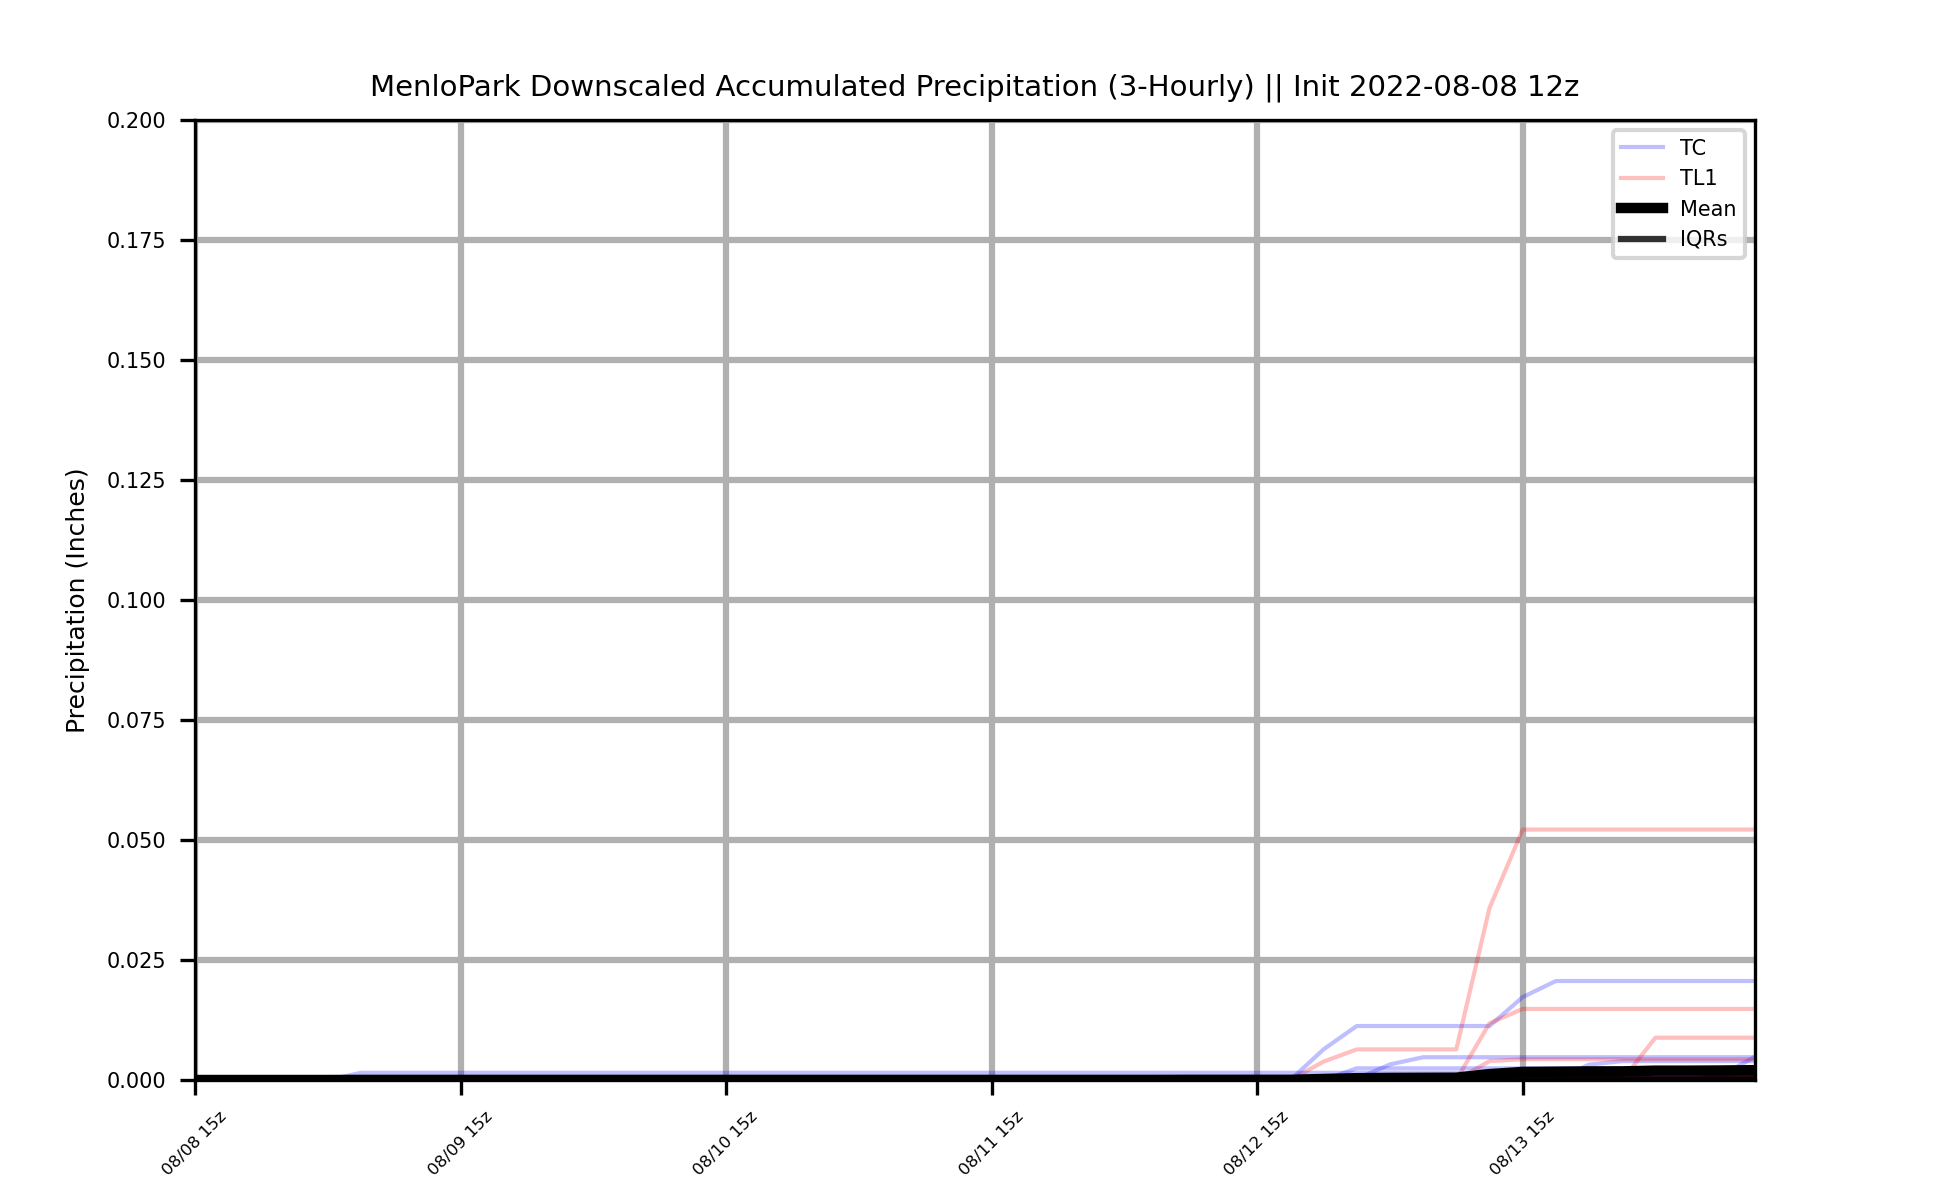 MenloPark Downscaled Accumulated Precipitation (3-Hourly) || Init 2022-08-08 12z
TC
TL1
Mean
IQRs
Precipitation (Inches)
0.200
0.175
0.150
0.125
0.100
0.075
0.050
0.025
0.000
08/08 15z
08/09 15z
08/10 15z
08/11 15z
08/12 15z
08/13 15z